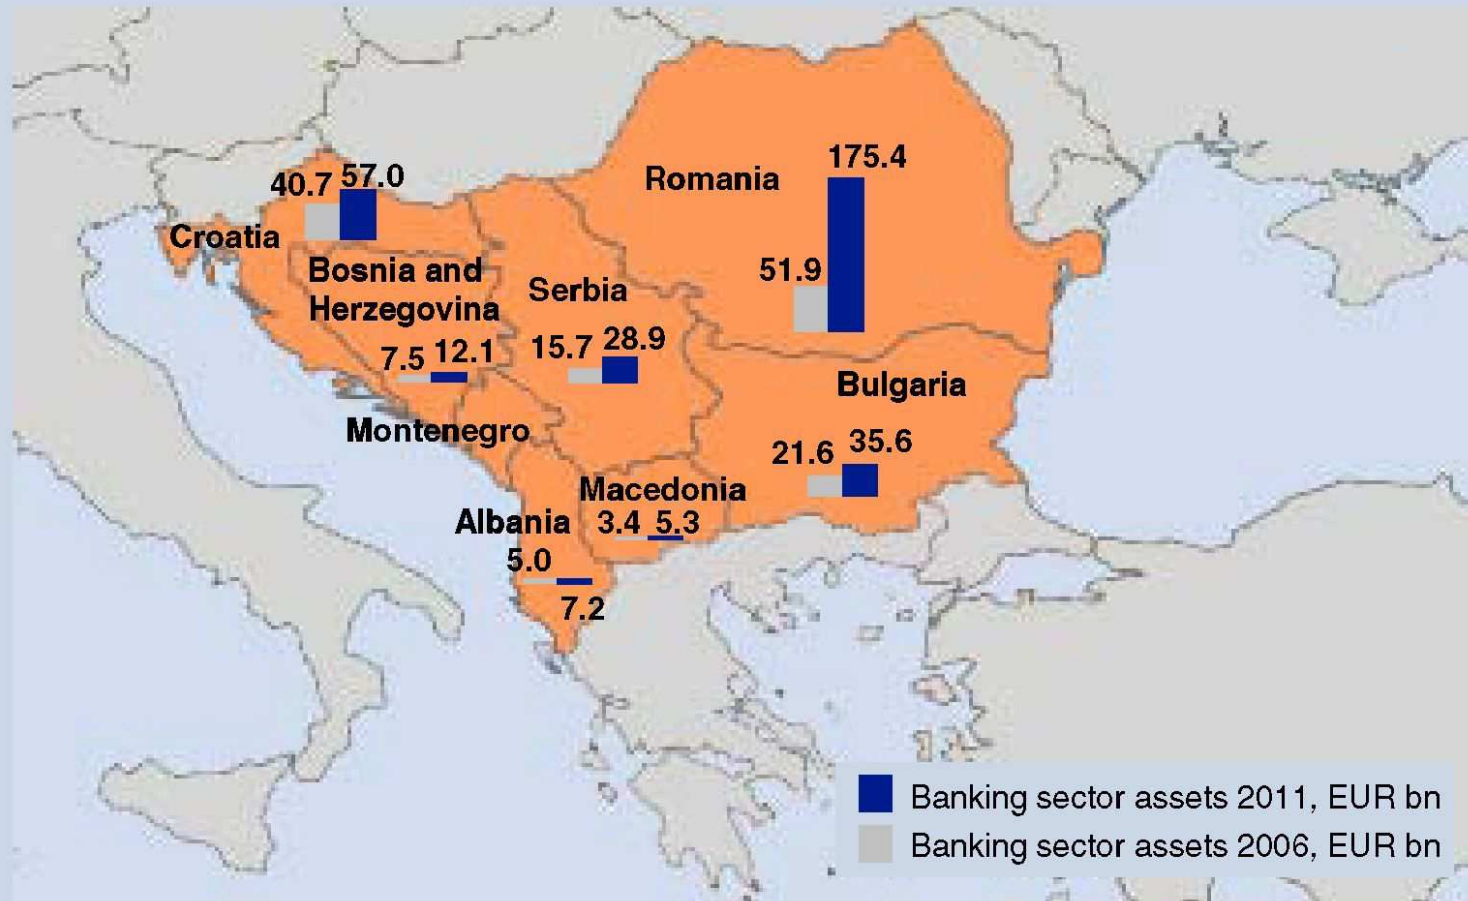 175.4
Romania
40.7 57.0
Croatia
51.9
Bosnia and
Herzegovina
Serbia
15.7 28.9
7.5 12.1
Bulgaria
Montenegro
21.6 35.6
Macedonia
3.4 5.3
Albania
5.0
7.2
Banking sector assets 2011, EUR bn
Banking sector assets 2006, EUR bn